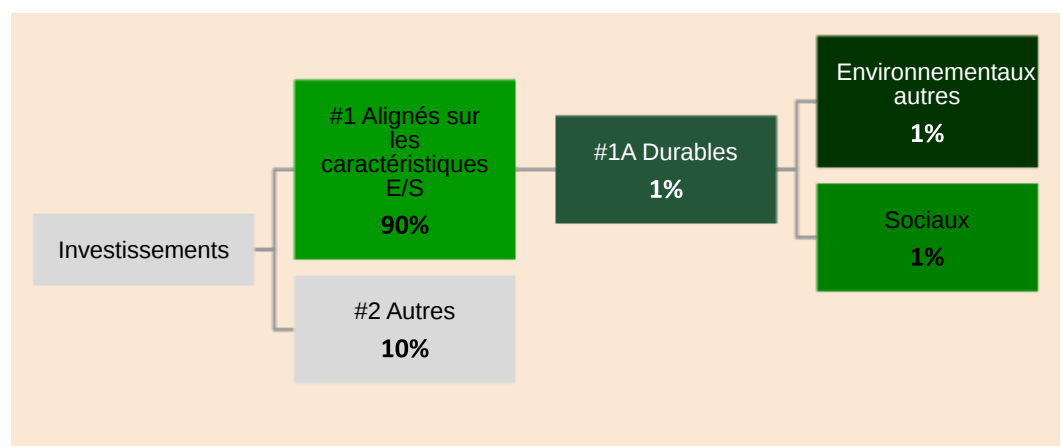 Investissements
#1 Alignés sur
les
caractéristiques
E/S
90%
#2 Autres
10%
#1A Durables
1%
Environnementaux
autres
1%
Sociaux
1%